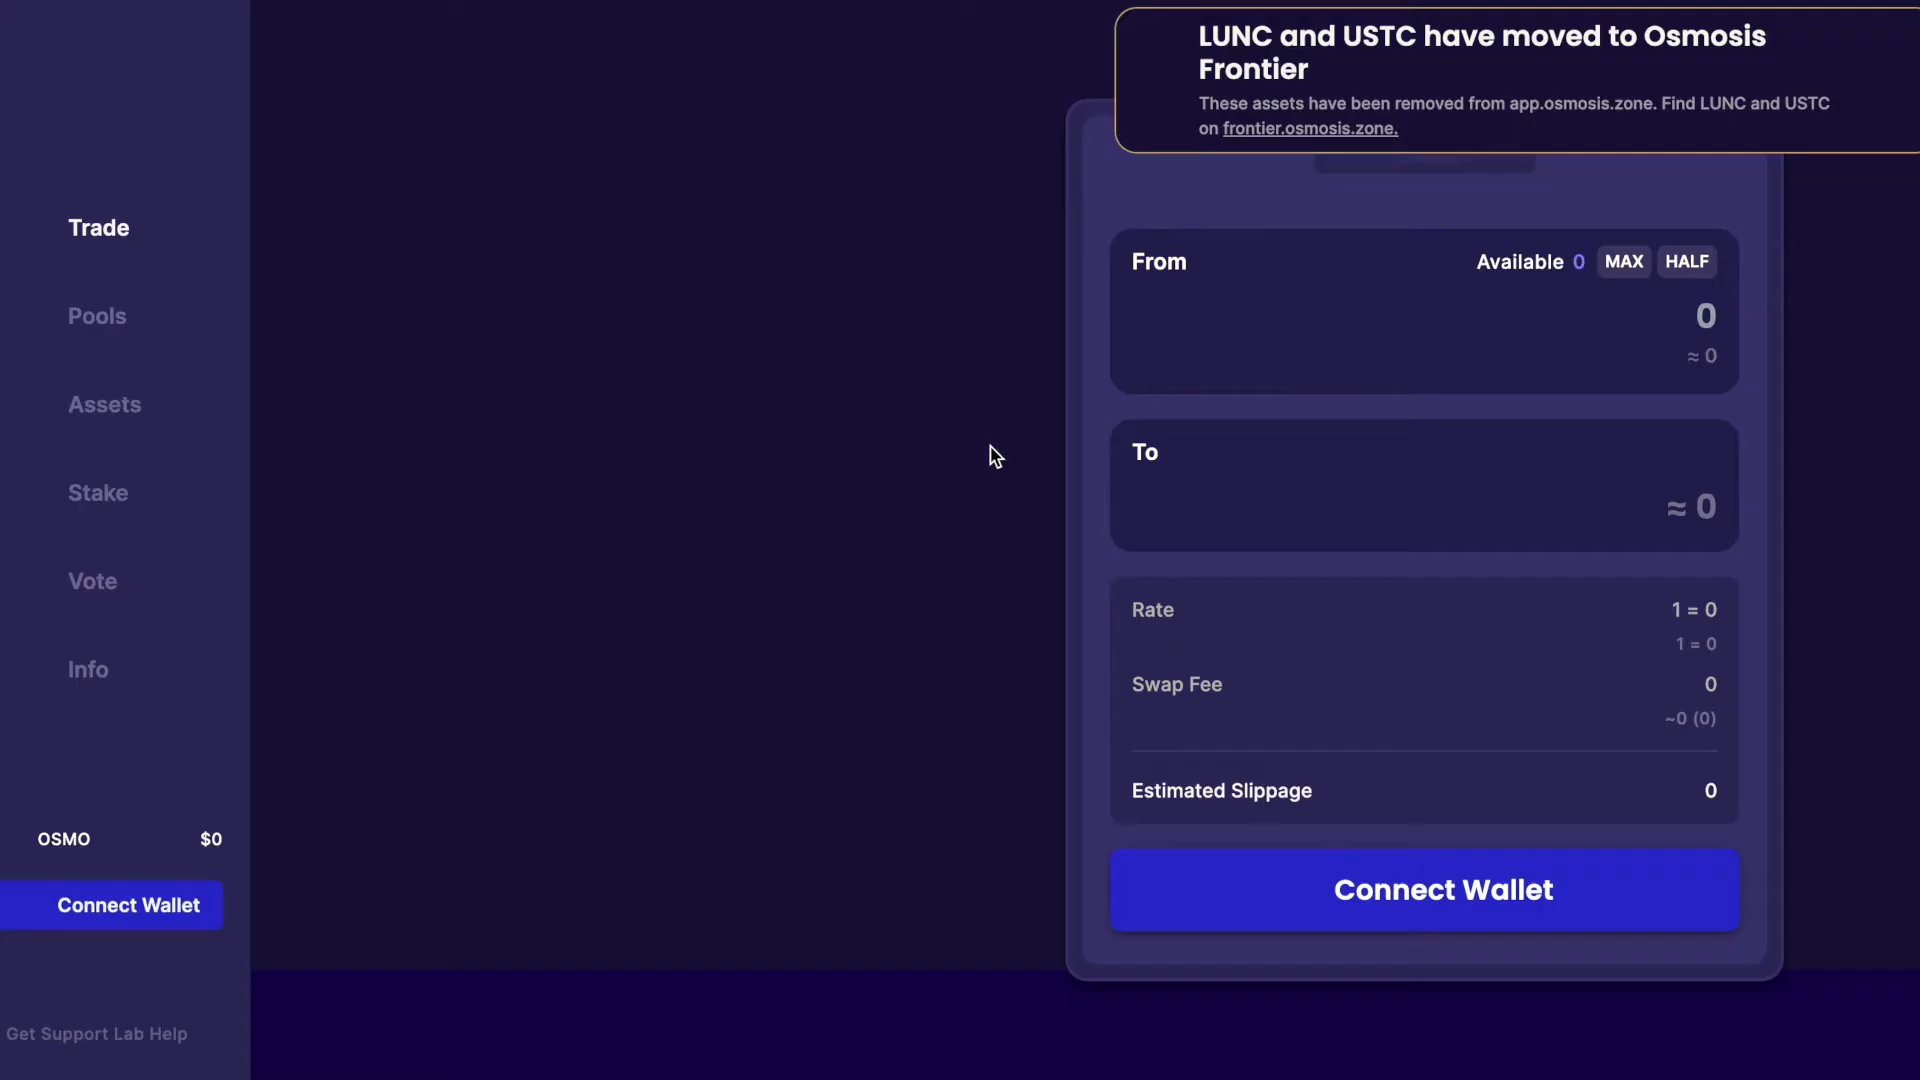 LUNC and USTC have moved to Osmosis
Frontier
These assets have been removed from app.osmosis.zone. Find LUNC and USTC
on frontier.osmosis.zone.
Trade
Pools
Assets
Stake
Vote
Info
OSMO $0
Connect Wallet
Get Support Lab Help
From Available 0 MAX HALF
0
≈ 0
To
≈ 0
Rate 1 = 0
1 = 0
Swap Fee 0
~0 (0)
Estimated Slippage 0
Connect Wallet